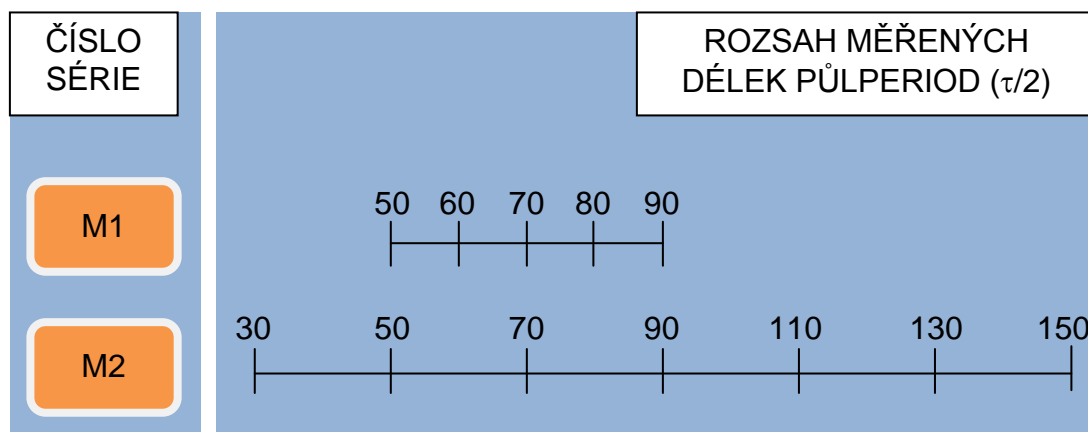 ČÍSLO
SÉRIE
ROZSAH MĚŘENÝCH
DÉLEK PŮLPERIOD (τ/2)
M1
50 60 70 80 90
M2
30 50 70 90 110 130 150